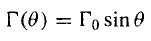 Γ(θ) = Γ₀ sin θ